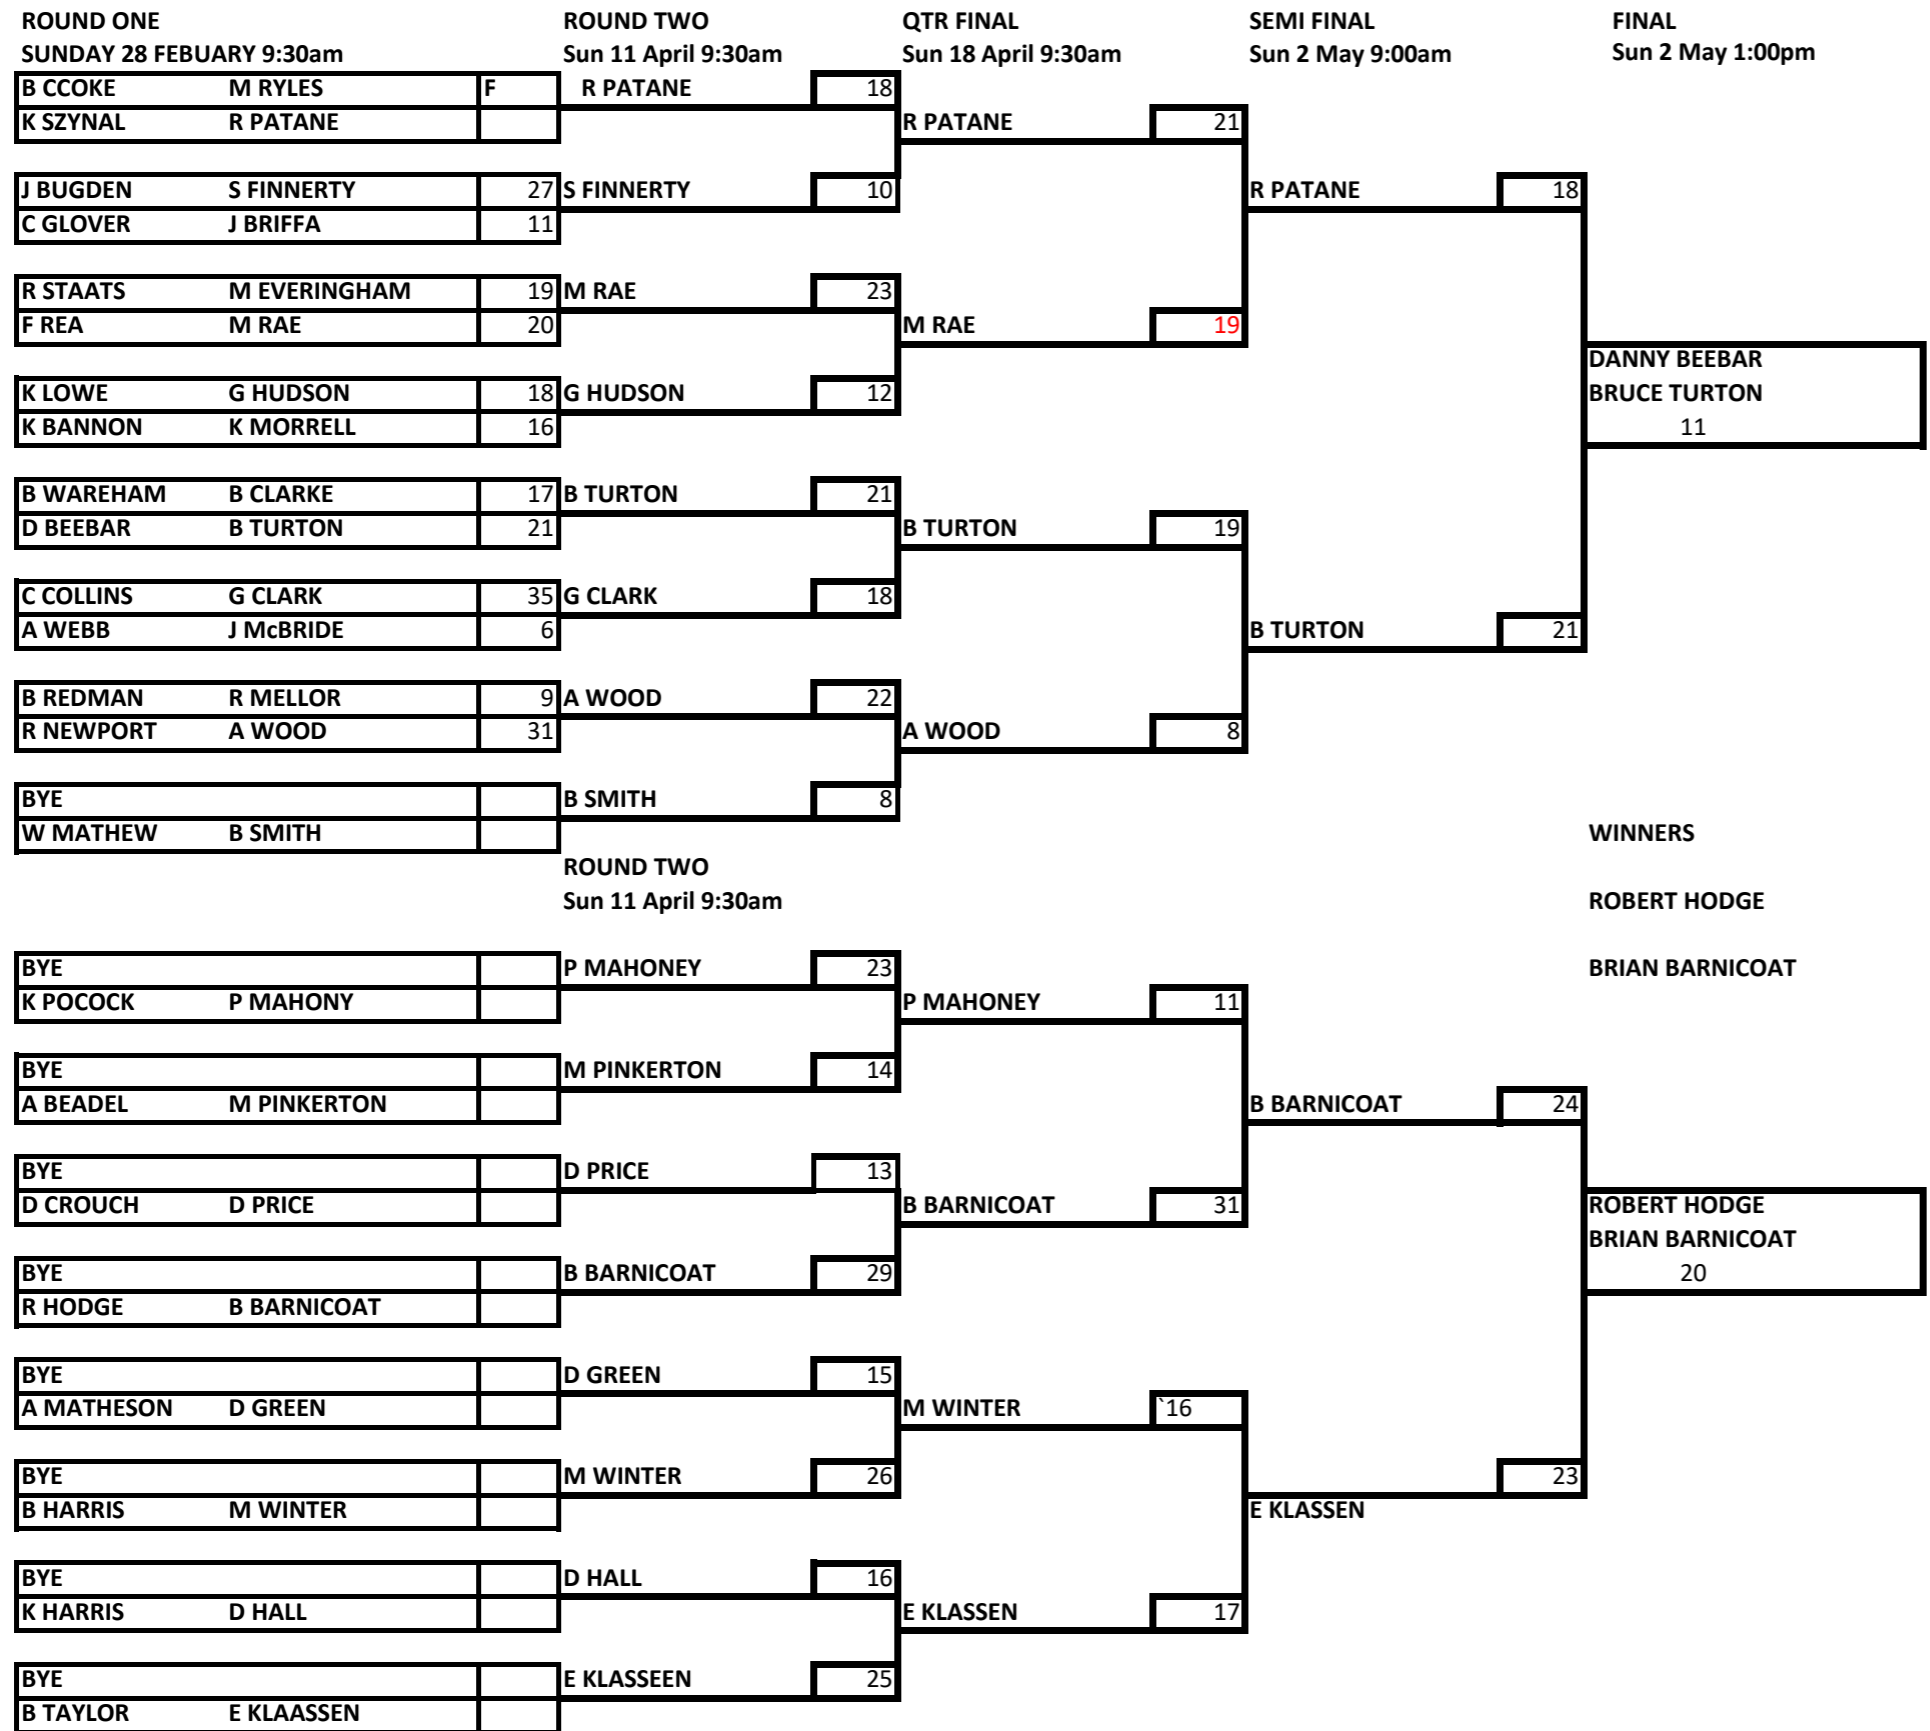 ROUND ONE ROUND TWO QTR FINAL SEMI FINAL FINAL
SUNDAY 28 FEBUARY 9:30am Sun 11 April 9:30am Sun 18 April 9:30am Sun 2 May 9:00am Sun 2 May 1:00pm
B CCOKE M RYLES F R PATANE 18
K SZYNAL R PATANE R PATANE 21
J BUGDEN S FINNERTY 27 S FINNERTY 10 R PATANE 18
C GLOVER J BRIFFA 11
R STAATS M EVERINGHAM 19 M RAE 23
F REA M RAE 20 M RAE 19
DANNY BEEBAR
K LOWE G HUDSON 18 G HUDSON 12 BRUCE TURTON
K BANNON K MORRELL 16 11
B WAREHAM B CLARKE 17 B TURTON 21
D BEEBAR B TURTON 21 B TURTON 19
C COLLINS G CLARK 35 G CLARK 18
A WEBB J McBRIDE 6 B TURTON 21
B REDMAN R MELLOR 9 A WOOD 22
R NEWPORT A WOOD 31 A WOOD 8
BYE B SMITH 8
W MATHEW B SMITH WINNERS
ROUND TWO
Sun 11 April 9:30am ROBERT HODGE
BYE P MAHONEY 23 BRIAN BARNICOAT
K POCOCK P MAHONY P MAHONEY 11
BYE M PINKERTON 14
A BEADEL M PINKERTON B BARNICOAT 24
BYE D PRICE 13
D CROUCH D PRICE B BARNICOAT 31 ROBERT HODGE
BRIAN BARNICOAT
BYE B BARNICOAT 29 20
R HODGE B BARNICOAT
BYE D GREEN 15
A MATHESON D GREEN M WINTER `16
BYE M WINTER 26 23
B HARRIS M WINTER E KLASSEN
BYE D HALL 16
K HARRIS D HALL E KLASSEN 17
BYE E KLASSEEN 25
B TAYLOR E KLAASSEN